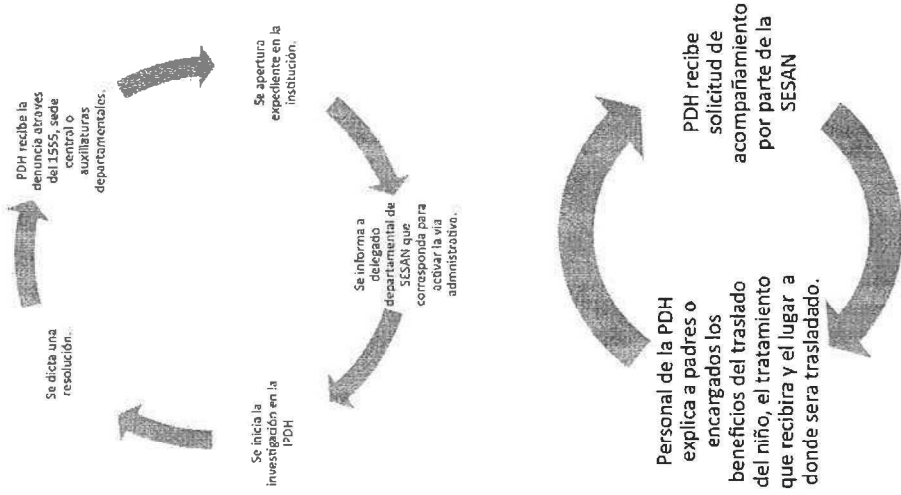 PDH recibe la
denuncia atraves
del 1555, sede
central o
auxiliaturas
departamentales.
Se apertura
expediente en la
institución.
Se informa a
delegado
departamental de
SESAN que
corresponda para
activar la via
administrativa.
Se inicia la
investigación en la
PDH
Se dicta una
resolución.
PDH recibe
solicitud de
acompañamiento
por parte de la
SESAN
Personal de la PDH
explica a padres o
encargados los
beneficios del traslado
del niño, el tratamiento
que recibira y el lugar a
donde sera trasladado.